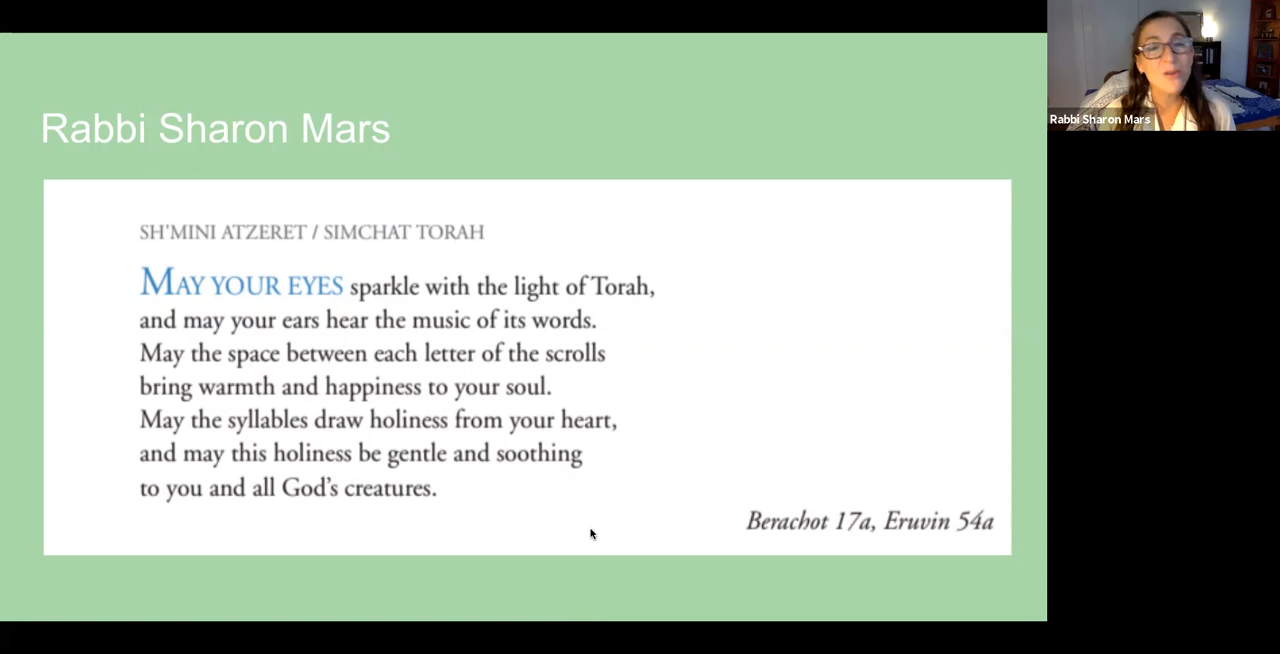 Rabbi Sharon Mars
Rabbi Sharon Mars
SH'MINI ATZERET / SIMCHAT TORAH
MAY YOUR EYES sparkle with the light of Torah,
and may your ears hear the music of its words.
May the space between each letter of the scrolls
bring warmth and happiness to your soul.
May the syllables draw holiness from your heart,
and may this holiness be gentle and soothing
to you and all God’s creatures.
Berachot 17a, Eruvin 54a